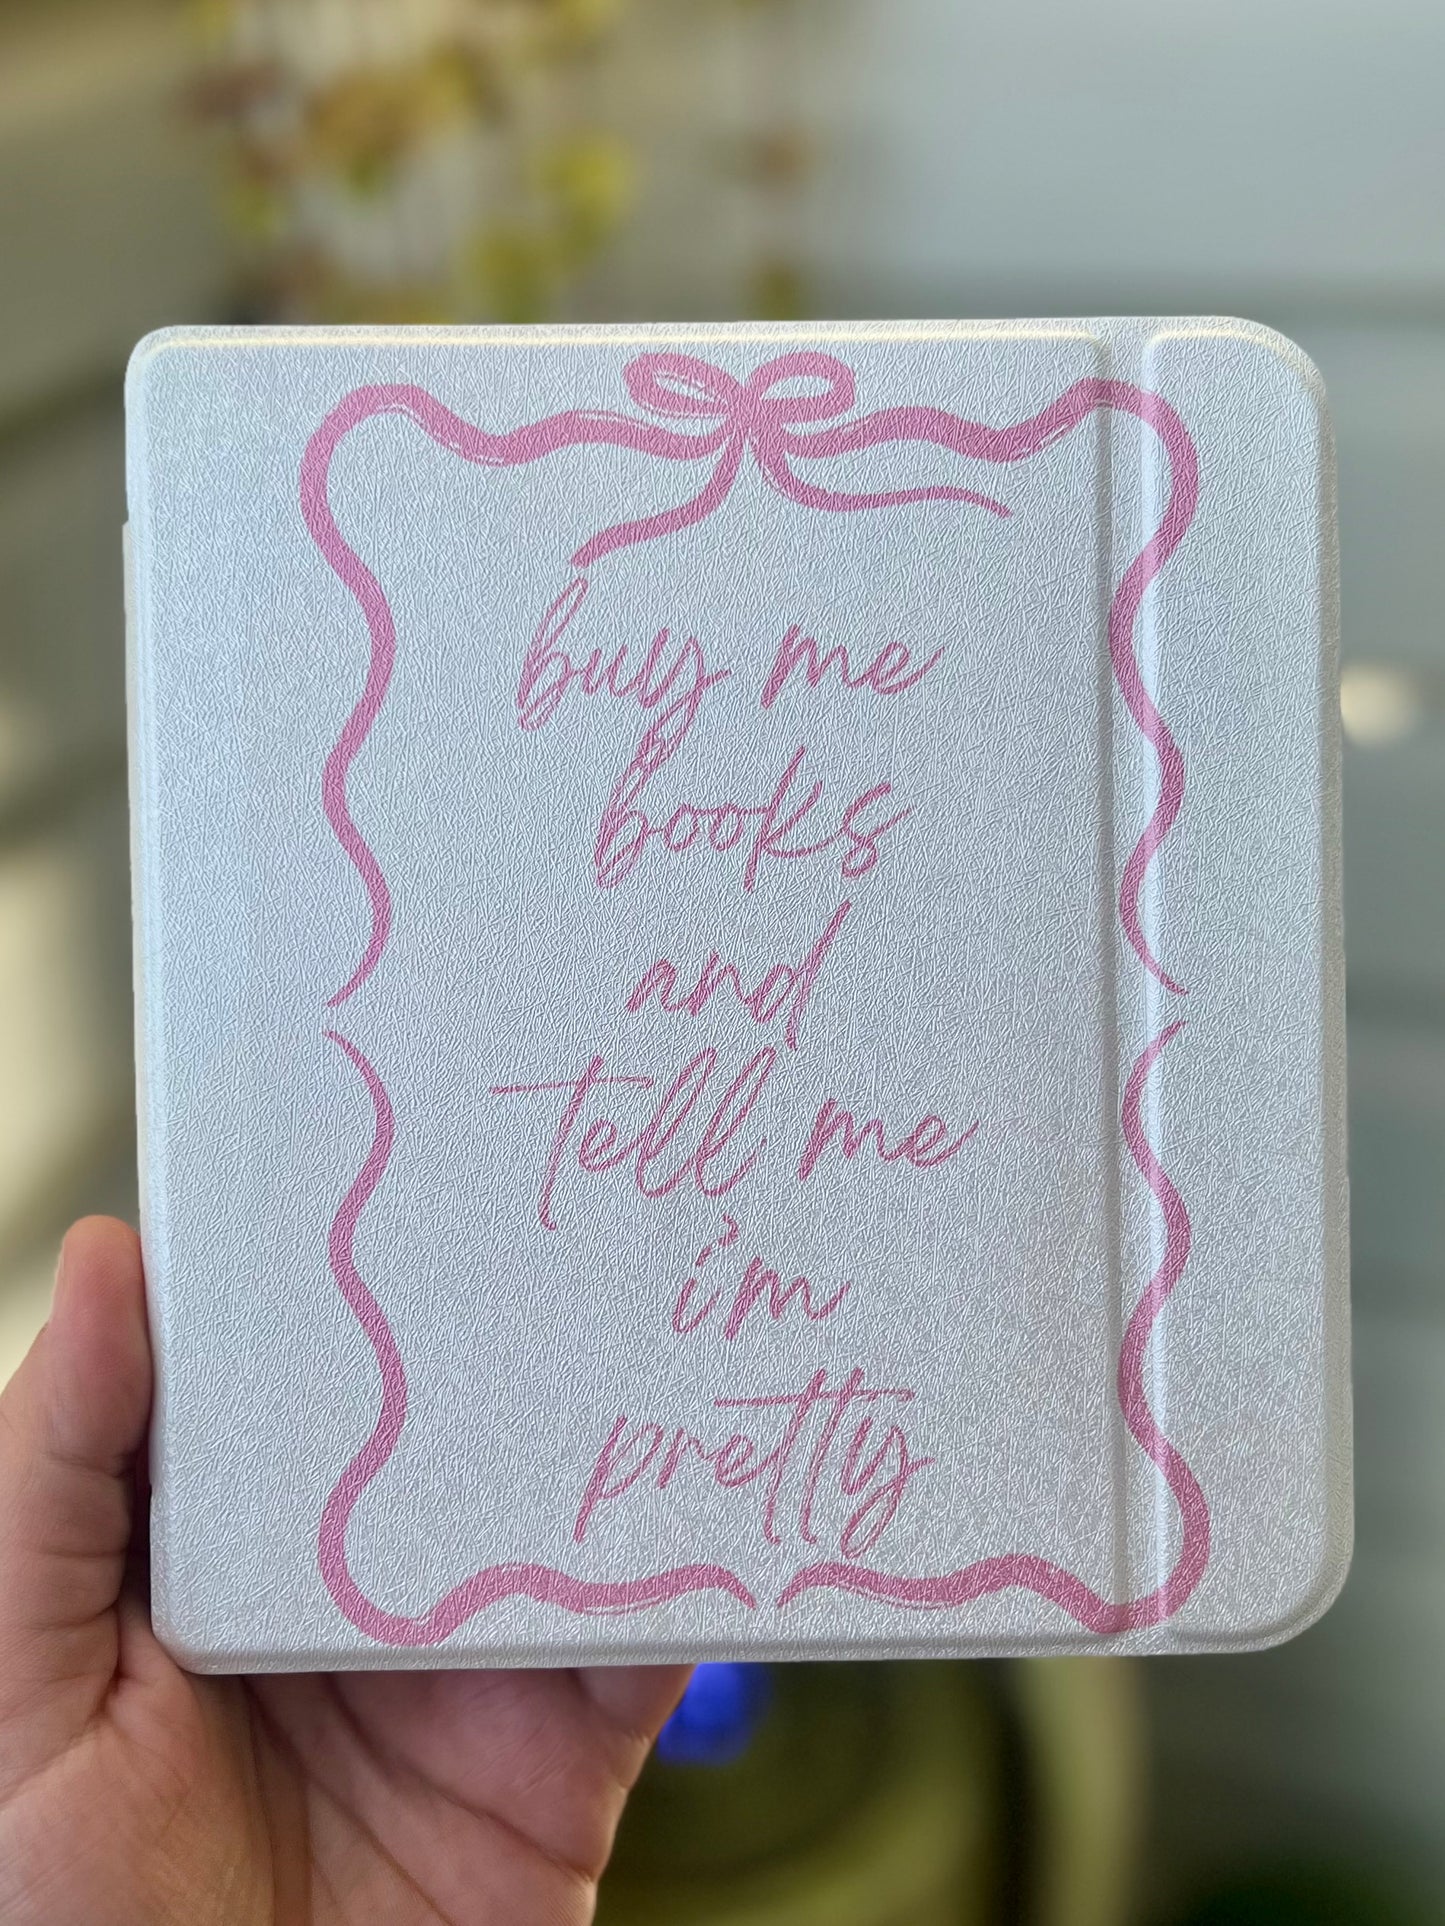 buy me
books
and
tell me
i'm
pretty